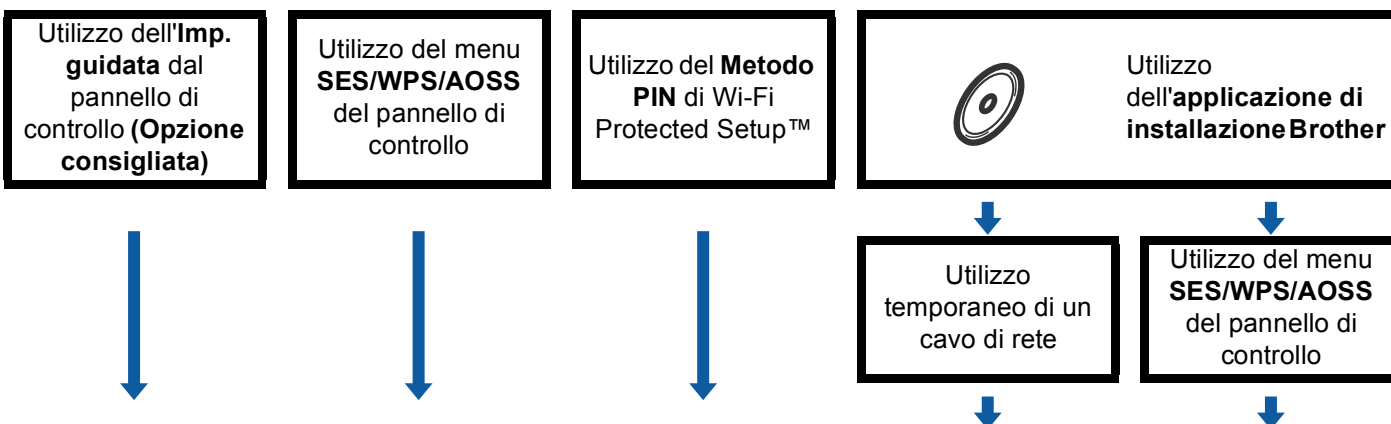 Utilizzo dell'Imp.
guidata dal
pannello di
controllo (Opzione
consigliata)
Utilizzo del menu
SES/WPS/AOSS
del pannello di
controllo
Utilizzo del Metodo
PIN di Wi-Fi
Protected Setup™
Utilizzo
dell'applicazione di
installazione Brother
Utilizzo
temporaneo di un
cavo di rete
Utilizzo del menu
SES/WPS/AOSS
del pannello di
controllo